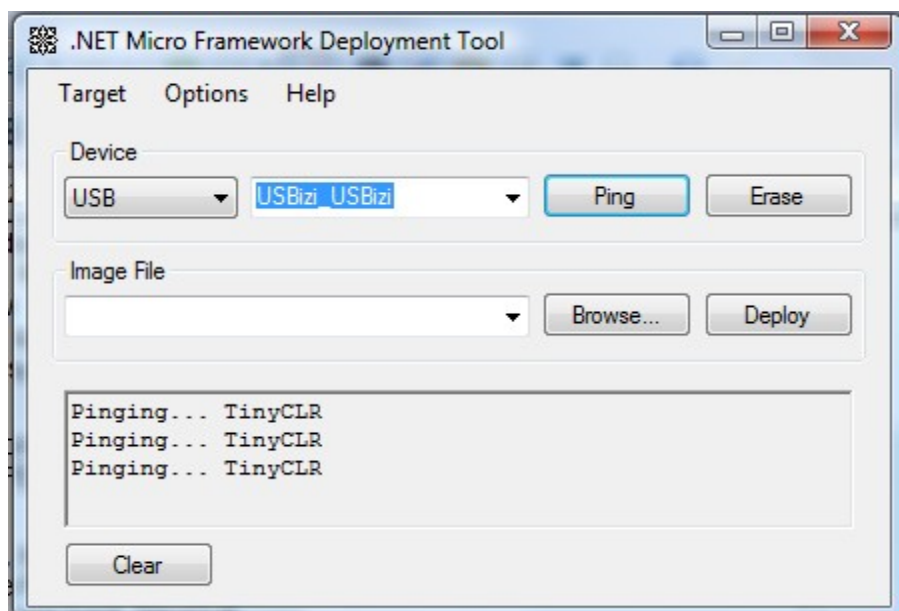 .NET Micro Framework Deployment Tool
Target Options Help
Device
USB USBizi_USBizi Ping Erase
Image File
Browse... Deploy
Pinging... TinyCLR
Pinging... TinyCLR
Pinging... TinyCLR
Clear